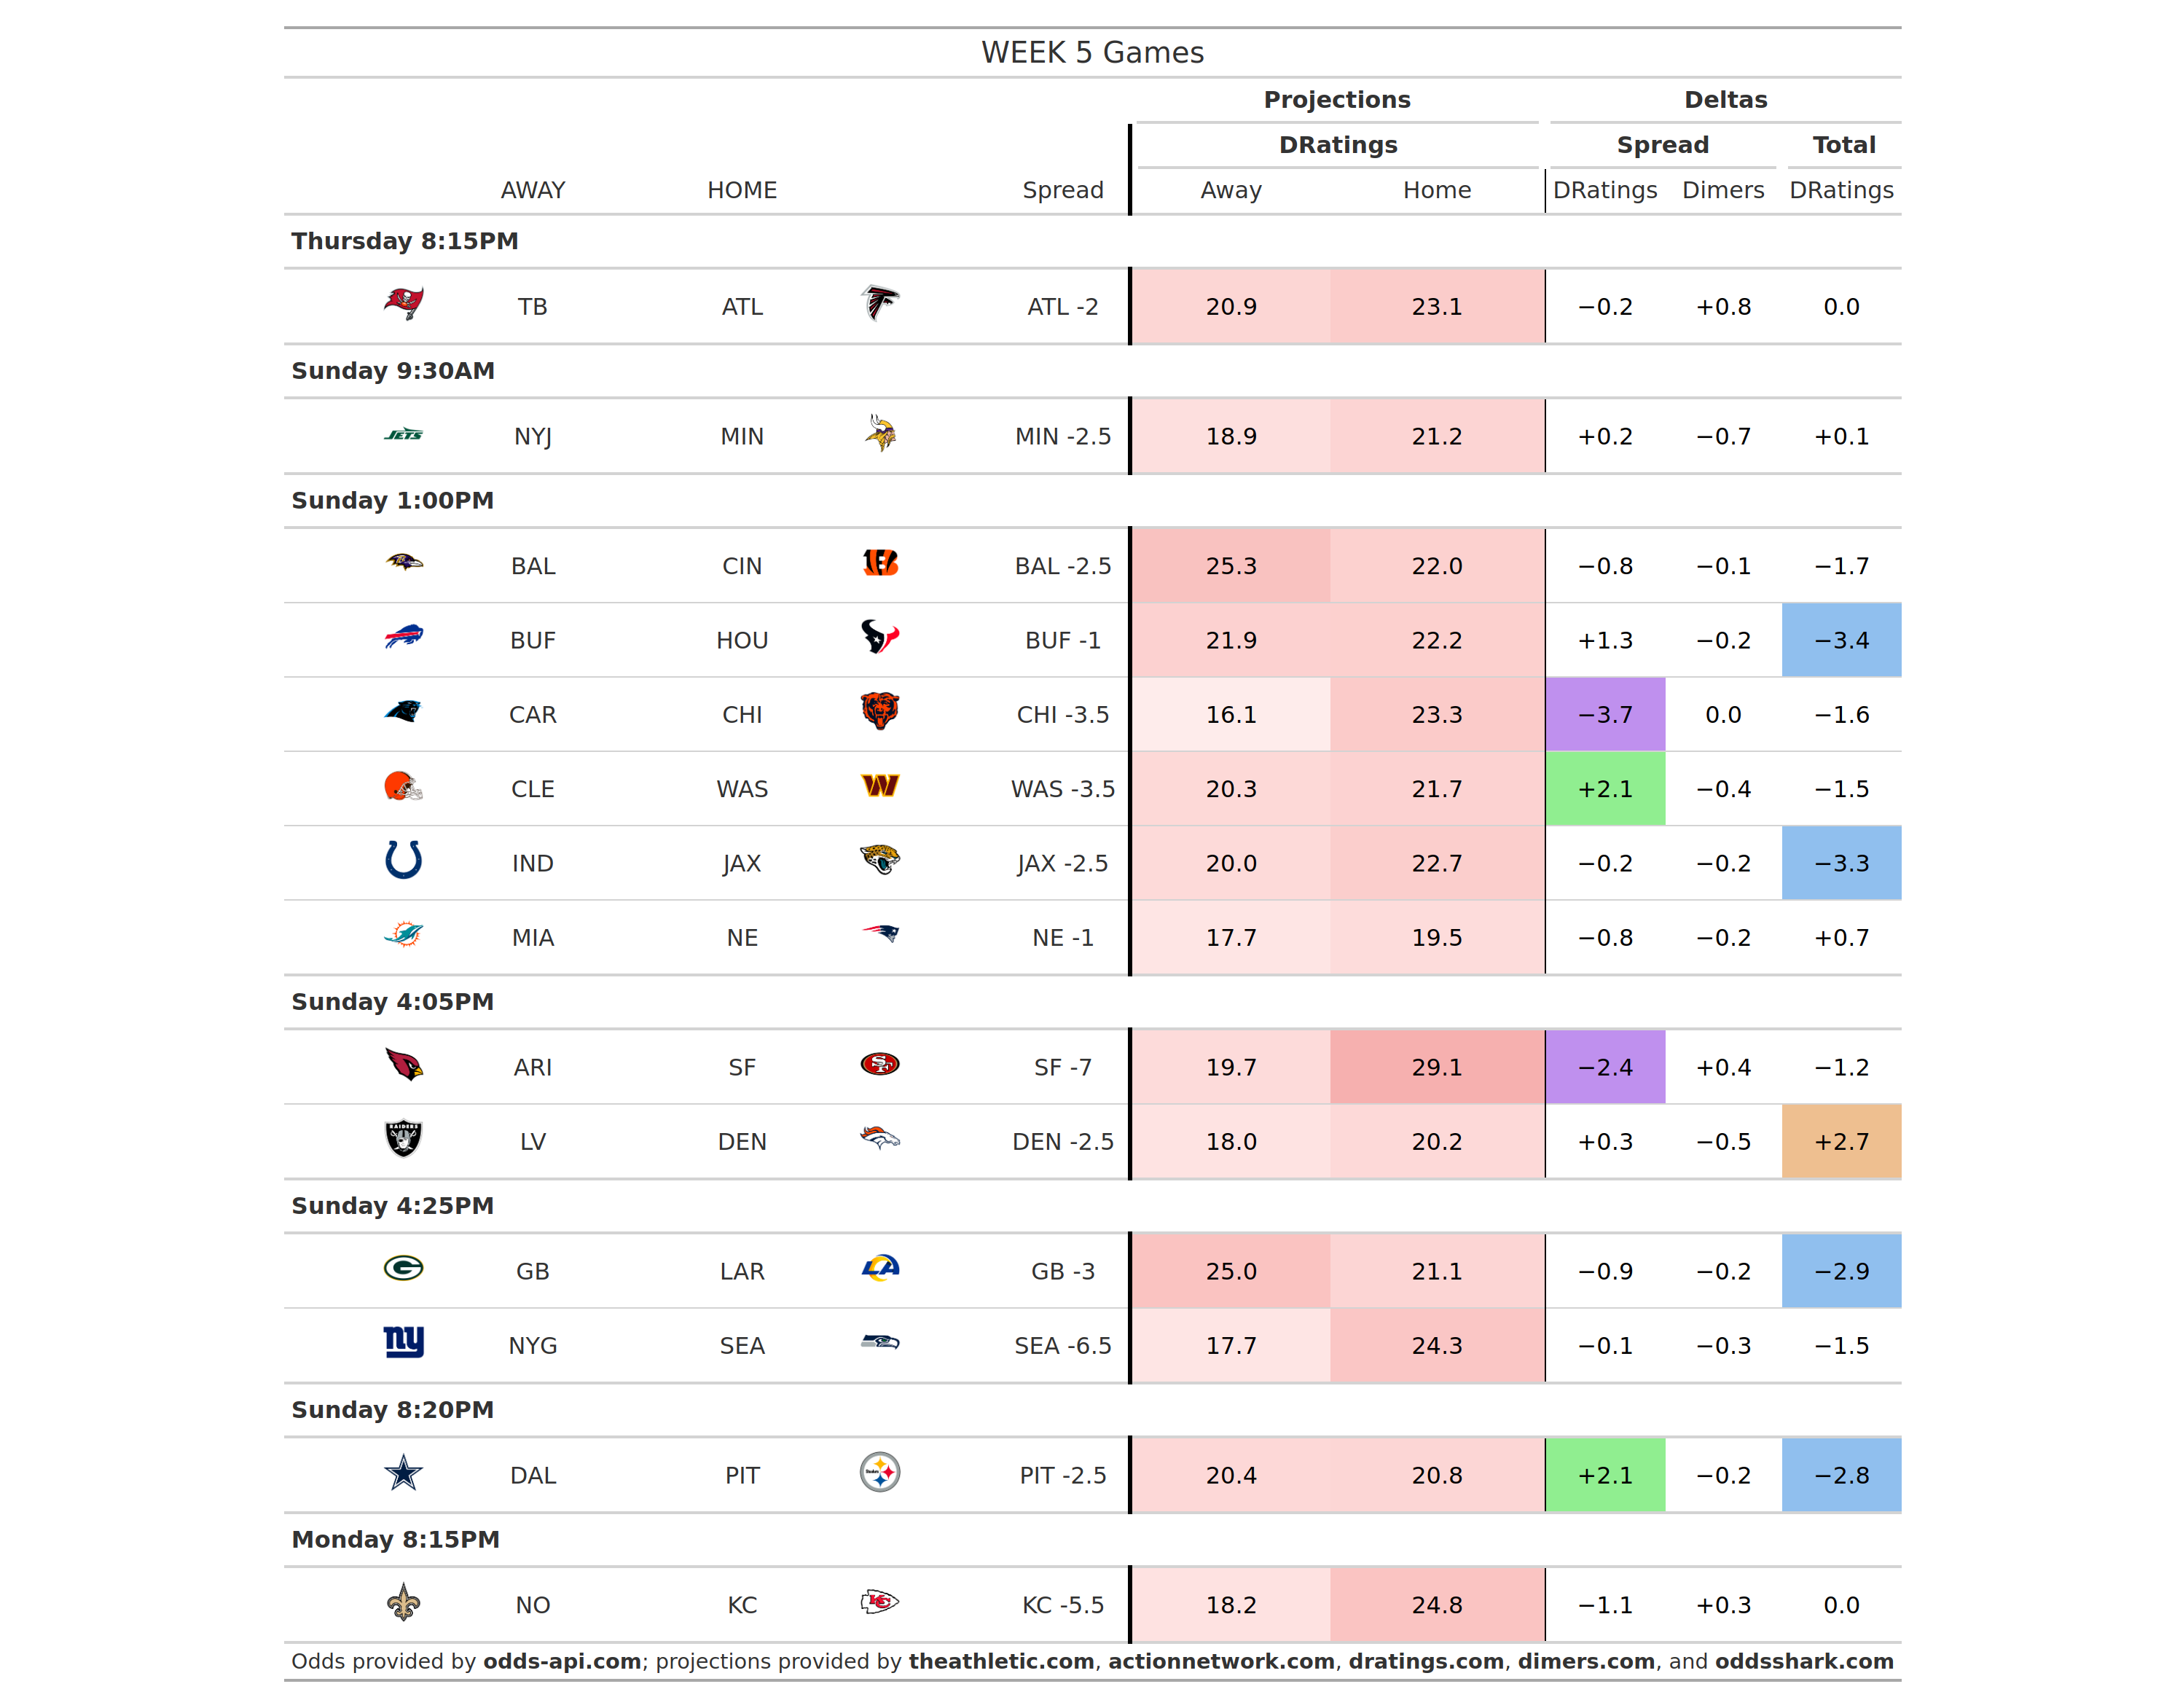 WEEK 5 Games
Projections Deltas
DRatings Spread Total
AWAY HOME Spread Away Home DRatings Dimers DRatings
Thursday 8:15PM
TB ATL ATL -2 20.9 23.1 −0.2 +0.8 0.0
Sunday 9:30AM
JETS NYJ MIN MIN -2.5 18.9 21.2 +0.2 −0.7 +0.1
Sunday 1:00PM
BAL CIN BAL -2.5 25.3 22.0 −0.8 −0.1 −1.7
BUF HOU BUF -1 21.9 22.2 +1.3 −0.2 −3.4
CAR CHI CHI -3.5 16.1 23.3 −3.7 0.0 −1.6
CLE WAS W WAS -3.5 20.3 21.7 +2.1 −0.4 −1.5
IND JAX JAX -2.5 20.0 22.7 −0.2 −0.2 −3.3
MIA NE NE -1 17.7 19.5 −0.8 −0.2 +0.7
Sunday 4:05PM
ARI SF SF SF -7 19.7 29.1 −2.4 +0.4 −1.2
RAIDERS LV DEN DEN -2.5 18.0 20.2 +0.3 −0.5 +2.7
Sunday 4:25PM
G GB LAR LA GB -3 25.0 21.1 −0.9 −0.2 −2.9
ny NYG SEA SEA -6.5 17.7 24.3 −0.1 −0.3 −1.5
Sunday 8:20PM
DAL PIT Steelers PIT -2.5 20.4 20.8 +2.1 −0.2 −2.8
Monday 8:15PM
NO KC KC KC -5.5 18.2 24.8 −1.1 +0.3 0.0
Odds provided by odds-api.com; projections provided by theathletic.com, actionnetwork.com, dratings.com, dimers.com, and oddsshark.com